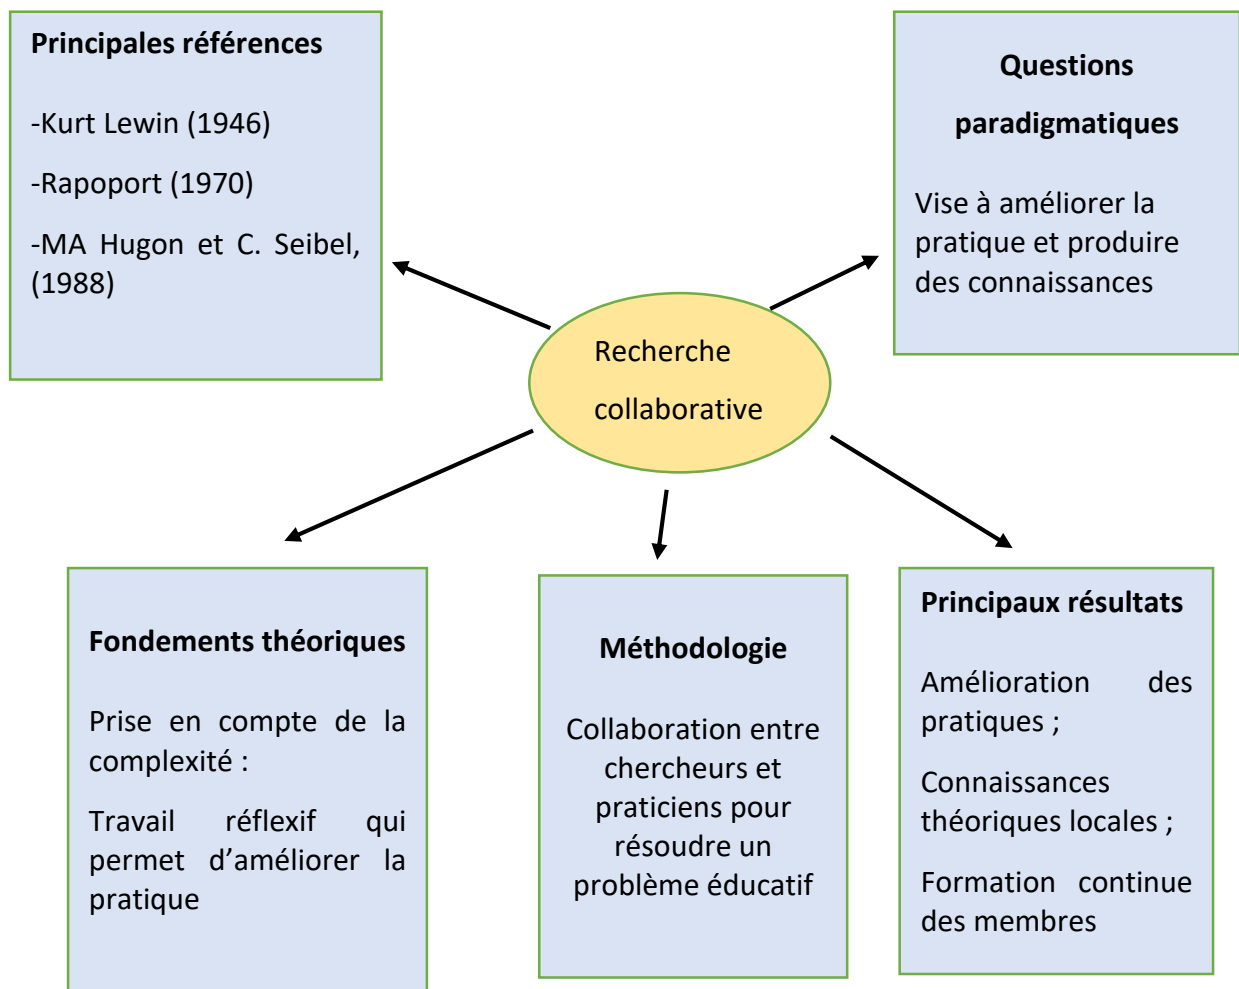 Principales références
-Kurt Lewin (1946)
-Rapoport (1970)
-MA Hugon et C. Seibel,
(1988)
Questions
paradigmatiques
Vise à améliorer la
pratique et produire
des connaissances
Recherche
collaborative
Fondements théoriques
Prise en compte de la
complexité :
Travail réflexif qui
permet d’améliorer la
pratique
Méthodologie
Collaboration entre
chercheurs et
praticiens pour
résoudre un
problème éducatif
Principaux résultats
Amélioration des
pratiques ;
Connaissances
théoriques locales ;
Formation continue
des membres